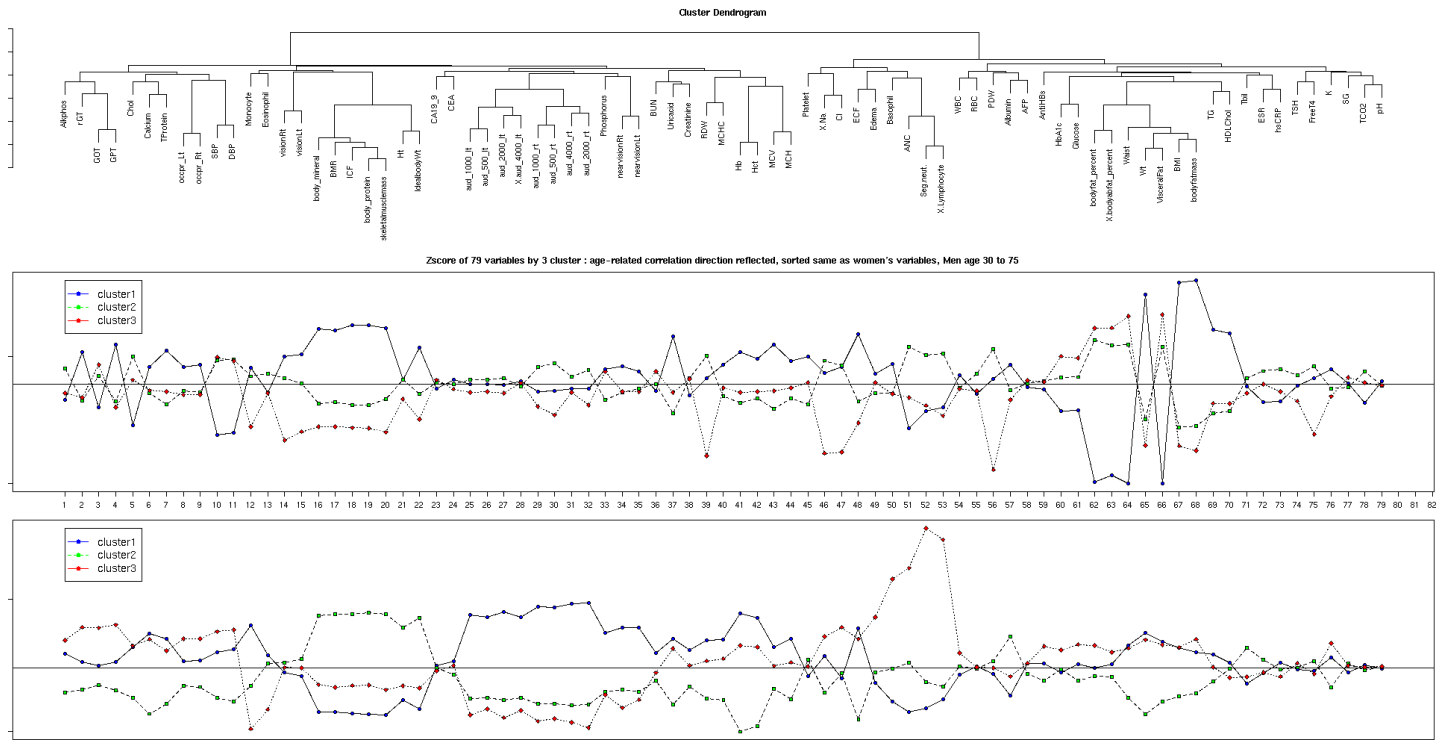 Cluster Dendrogram
Alkphos
rGT
GOT
GPT
Chol
Calcium
TProtein
occpr_Lt
occpr_Rt
SBP
DBP
Monocyte
Eosinophil
visionRt
visionLt
body_mineral
BMR
ICF
body_protein
skeletalmusclemass
Ht
IdealbodyWt
CA19_9
CEA
aud_1000_lt
aud_500_lt
aud_2000_lt
X.aud_4000_lt
aud_1000_rt
aud_500_rt
aud_4000_rt
aud_2000_rt
Phosphorus
nearvisionRt
nearvisionLt
BUN
Uricacid
Creatinine
RDW
MCHC
Hb
Hct
MCV
MCH
Platelet
X.Na
Cl
ECF
Edema
Basophil
ANC
Seg.neut.
X.Lymphocyte
WBC
RBC
PDW
Albumin
AFP
AntiHBs
HbA1c
Glucose
bodyfat_percent
X.bodyabfat_percent
Waist
Wt
VisceralFat
BMI
bodyfatmass
TG
HDLChol
Tbil
ESR
hsCRP
TSH
FreeT4
K
SG
TCO2
pH
Zscore of 79 variables by 3 cluster : age-related correlation direction reflected, sorted same as women's variables, Men age 30 to 75
cluster1
cluster2
cluster3
1 2 3 4 5 6 7 8 9 10 11 12 13 14 15 16 17 18 19 20 21 22 23 24 25 26 27 28 29 30 31 32 33 34 35 36 37 38 39 40 41 42 43 44 45 46 47 48 49 50 51 52 53 54 55 56 57 58 59 60 61 62 63 64 65 66 67 68 69 70 71 72 73 74 75 76 77 78 79 80 81 82
cluster1
cluster2
cluster3